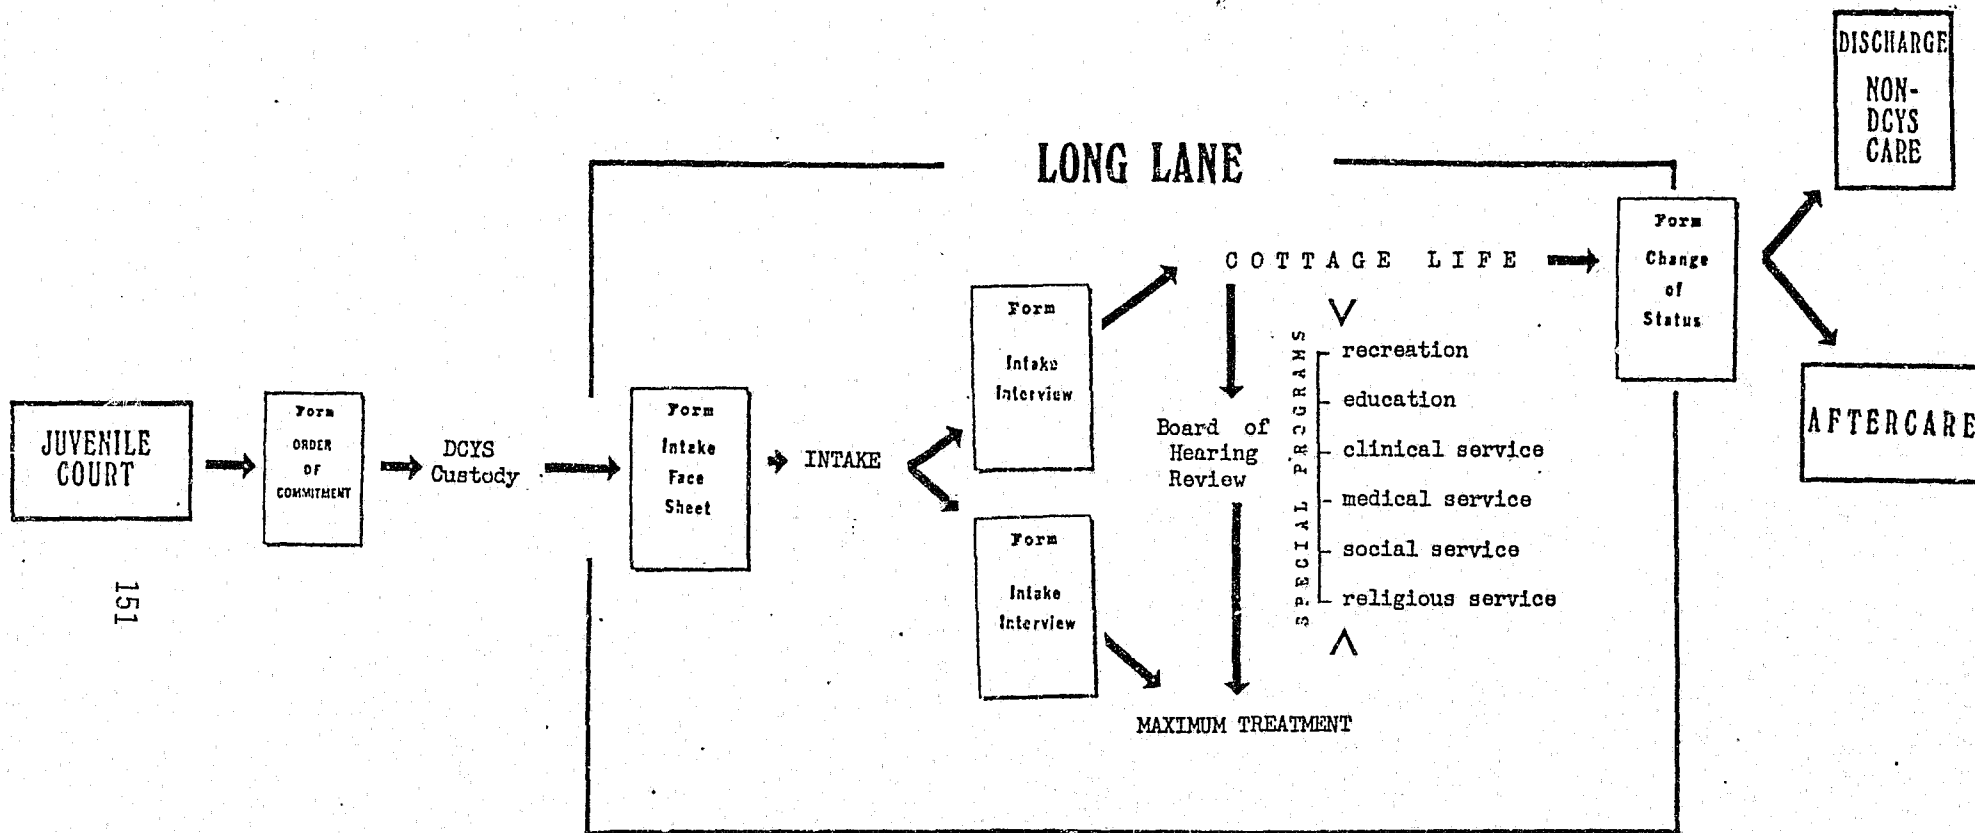 DISCHARGE
NON-
DCYS
CARE
LONG LANE
Form
Change
of
Status
COTTAGE LIFE
Form
Intake
Interview
SPECIAL PROGRAMS
recreation
education
clinical service
medical service
social service
religious service
JUVENILE
COURT
Form
ORDER
OF
COMMITMENT
DCYS
Custody
Form
Intake
Face
Sheet
INTAKE
Board of
Hearing
Review
AFTERCARE
Form
Intake
Interview
MAXIMUM TREATMENT
151